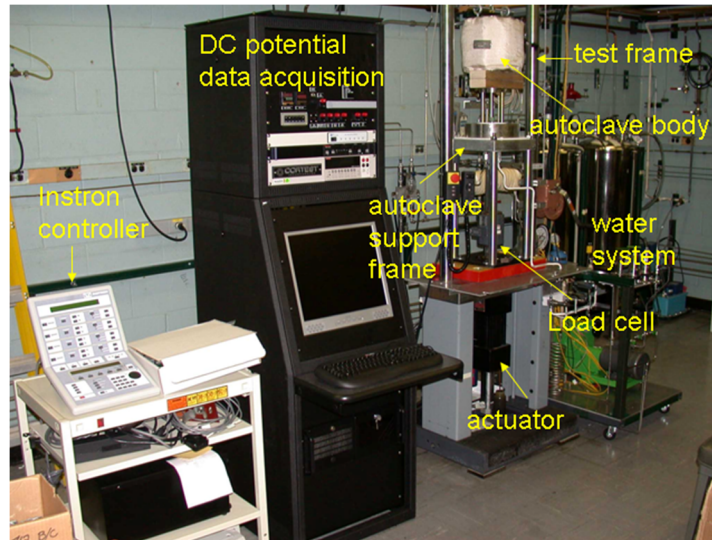 DC potential
data acquisition
test frame
autoclave body
Instron
controller
autoclave
support
frame
water
system
Load cell
actuator
CORTEST
B/C